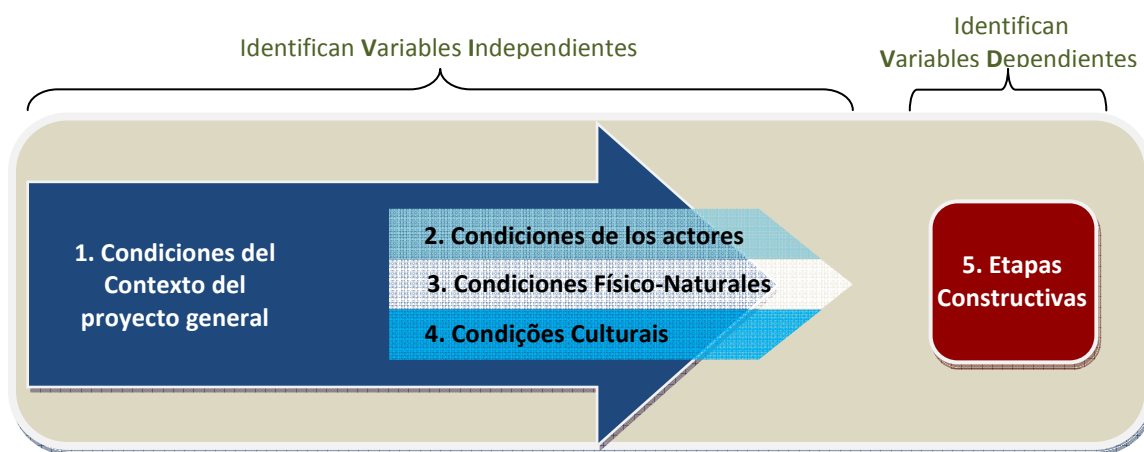 Identifican Variables Independientes
Identifican
Variables Dependientes
1. Condiciones del
Contexto del
proyecto general
2. Condiciones de los actores
3. Condiciones Físico-Naturales
4. Condições Culturais
5. Etapas
Constructivas